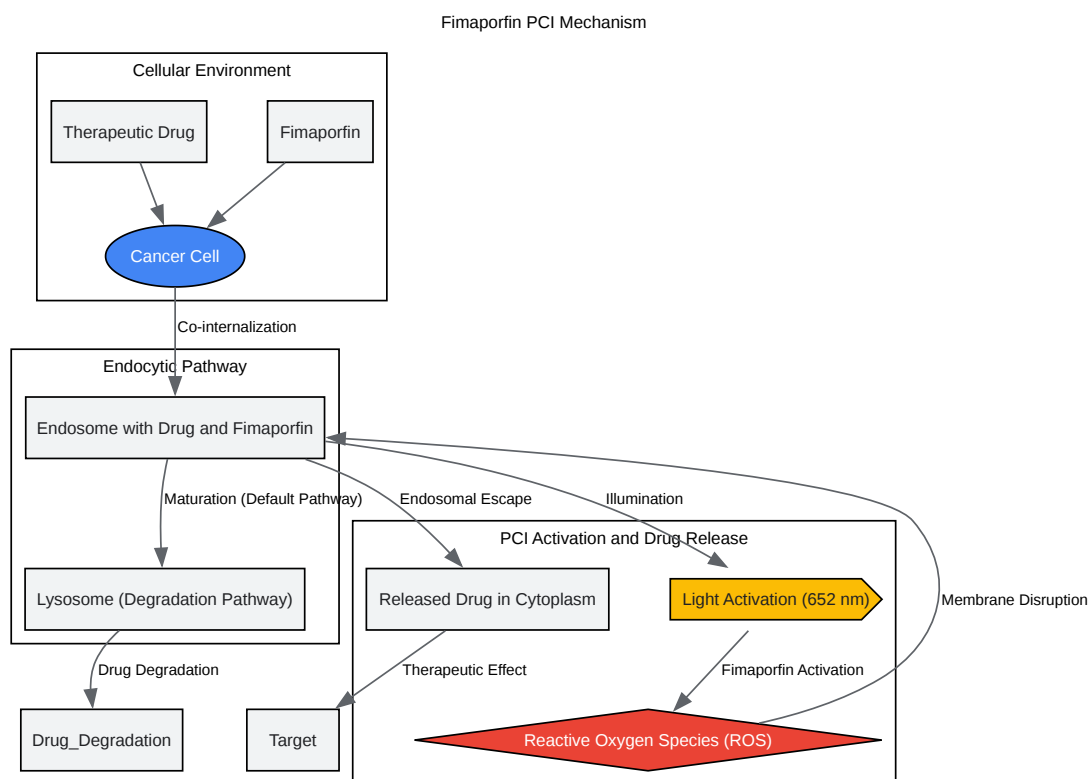 Fimaporfin PCI Mechanism
Cellular Environment
Therapeutic Drug
Fimaporfin
Cancer Cell
Co-internalization
Endocytic Pathway
Endosome with Drug and Fimaporfin
Maturation (Default Pathway)
Endosomal Escape
Illumination
PCI Activation and Drug Release
Lysosome (Degradation Pathway)
Released Drug in Cytoplasm
Light Activation (652 nm)
Membrane Disruption
Drug Degradation
Therapeutic Effect
Fimaporfin Activation
Drug_Degradation
Target
Reactive Oxygen Species (ROS)